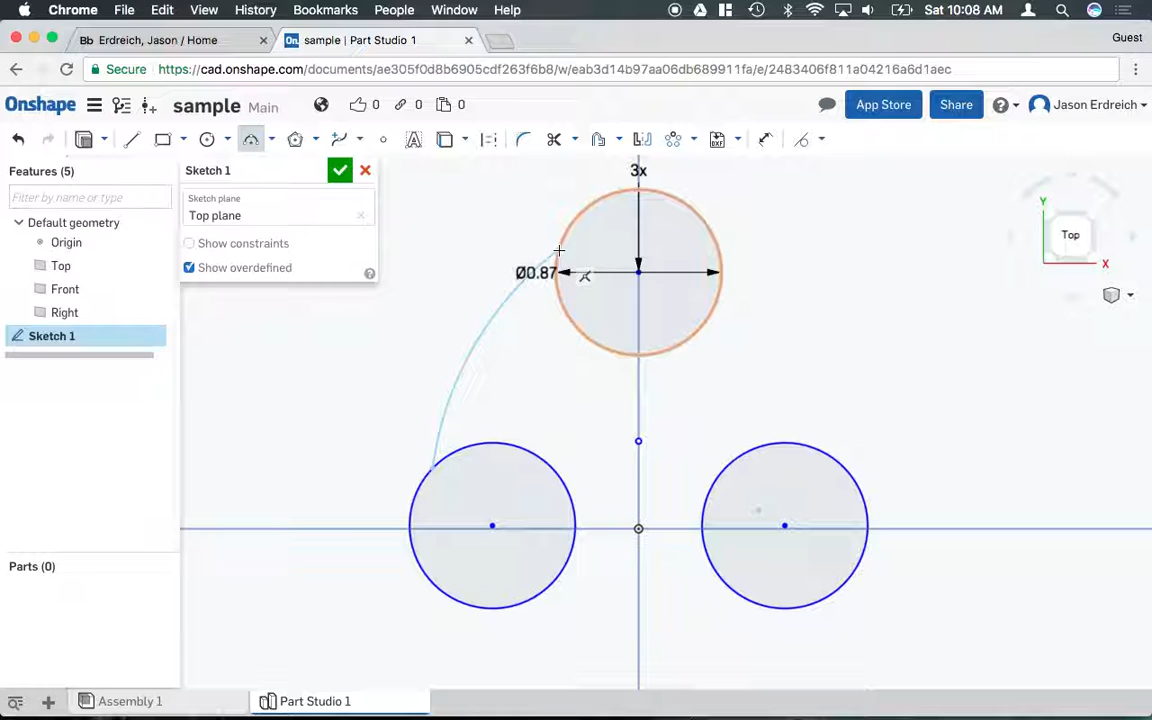 Chrome File Edit View History Bookmarks People Window Help Sat 10:08 AM
Bb Erdreich, Jason / Home
On. sample | Part Studio 1
Guest
Secure https://cad.onshape.com/documents/ae305f0d8b6905cdf263f6b8/w/eab3d14b97aa06db689911fa/e/2483406f811a04216a6d1aec
Onshape sample Main 0 0 0 App Store Share Jason Erdreich
Features (5)
Filter by name or type
Default geometry
Origin
Top
Front
Right
Sketch 1
Parts (0)
Sketch 1
Sketch plane
Top plane
Show constraints
Show overdefined
3x
Ø0.87
Y
Top
X
Assembly 1
Part Studio 1